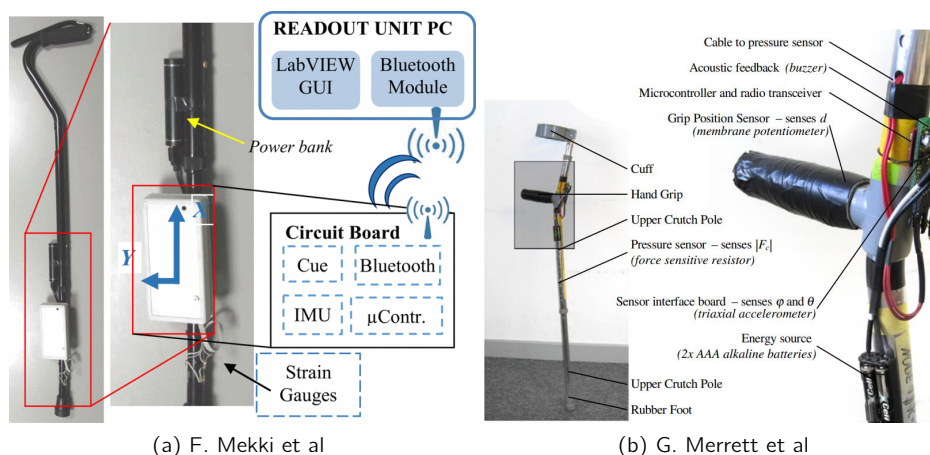 READOUT UNIT PC
LabVIEW
GUI
Bluetooth
Module
Power bank
X
Y
Circuit Board
Cue
Bluetooth
IMU
μContr.
Strain
Gauges
(a) F. Mekki et al
Cable to pressure sensor
Acoustic feedback (buzzer)
Microcontroller and radio transceiver
Grip Position Sensor – senses d
(membrane potentiometer)
Cuff
Hand Grip
Upper Crutch Pole
Pressure sensor – senses |Fc|
(force sensitive resistor)
Sensor interface board – senses φ and θ
(triaxial accelerometer)
Energy source
(2x AAA alkaline batteries)
Upper Crutch Pole
Rubber Foot
(b) G. Merrett et al